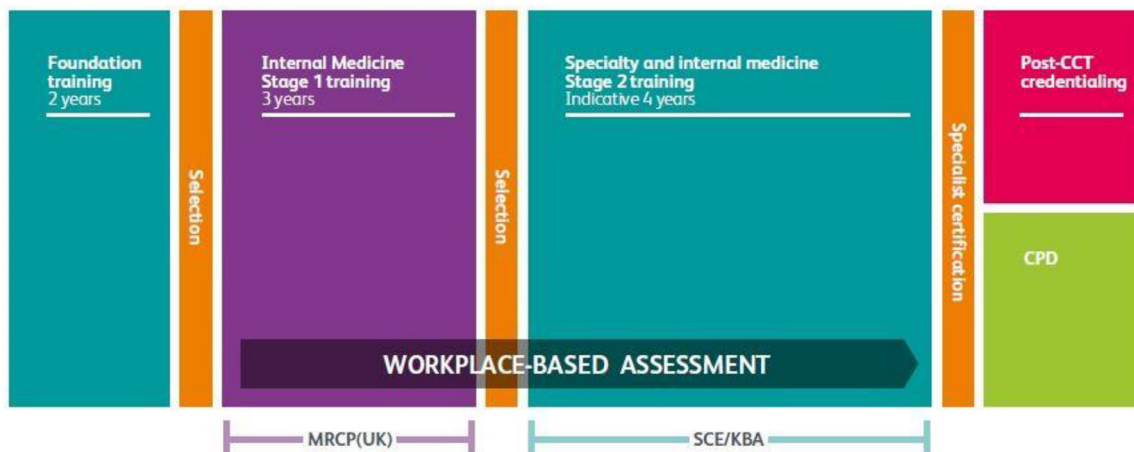 Foundation
training
2 years
Selection
Internal Medicine
Stage 1 training
3 years
Selection
Specialty and internal medicine
Stage 2 training
Indicative 4 years
Specialist certification
Post-CCT
credentialing
CPD
WORKPLACE-BASED ASSESSMENT
MRCP(UK)
SCE/KBA